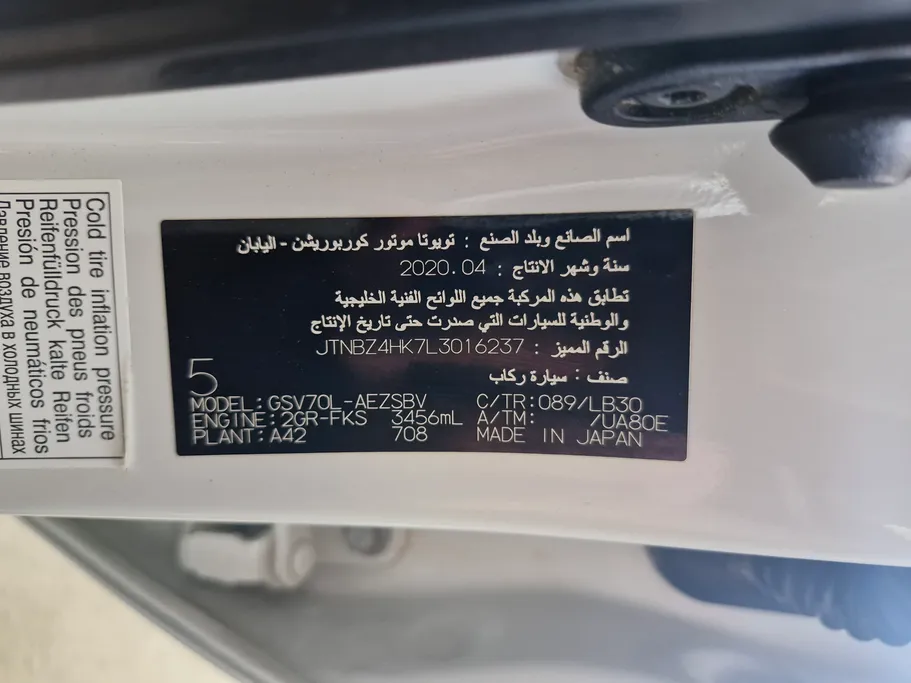 Cold tire inflation pressure
Pression des pneus froids
Reifenfülldruck kalte Reifen
Presión de neumáticos fríos
Давление воздуха в холодных шинах
اسم الصانع وبلد الصنع : تويوتا موتور كوربوريشن - اليابان
سنة وشهر الانتاج : 2020.04
تطابق هذه المركبة جميع اللوائح الفنية الخليجية
والوطنية للسيارات التي صدرت حتى تاريخ الإنتاج
الرقم المميز : JTNBZ4HK7L3016237
صنف : سيارة ركاب
5
MODEL:GSV70L-AEZSBV C/TR:089/LB30
ENGINE:2GR-FKS 3456mL A/TM: /UA80E
PLANT:A42 708 MADE IN JAPAN